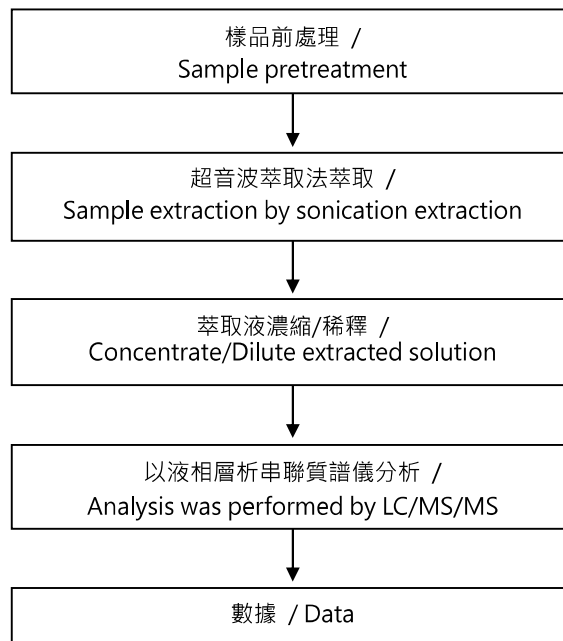 樣品前處理 /
Sample pretreatment
超音波萃取法萃取 /
Sample extraction by sonication extraction
萃取液濃縮/稀釋 /
Concentrate/Dilute extracted solution
以液相層析串聯質譜儀分析 /
Analysis was performed by LC/MS/MS
數據 / Data